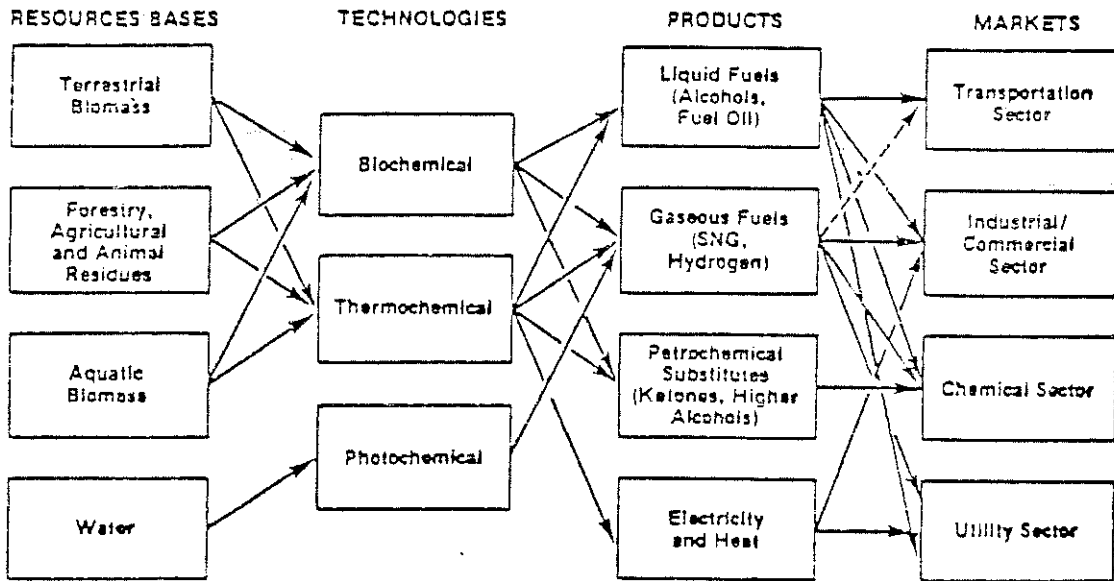 RESOURCES BASES
TECHNOLOGIES
PRODUCTS
MARKETS
Terrestrial
Biomass
Forestry,
Agricultural
and Animal
Residues
Aquatic
Biomass
Water
Biochemical
Thermochemical
Photochemical
Liquid Fuels
(Alcohols,
Fuel Oil)
Gaseous Fuels
(SNG,
Hydrogen)
Petrochemical
Substitutes
(Ketones, Higher
Alcohols)
Electricity
and Heat
Transportation
Sector
Industrial/
Commercial
Sector
Chemical Sector
Utility Sector